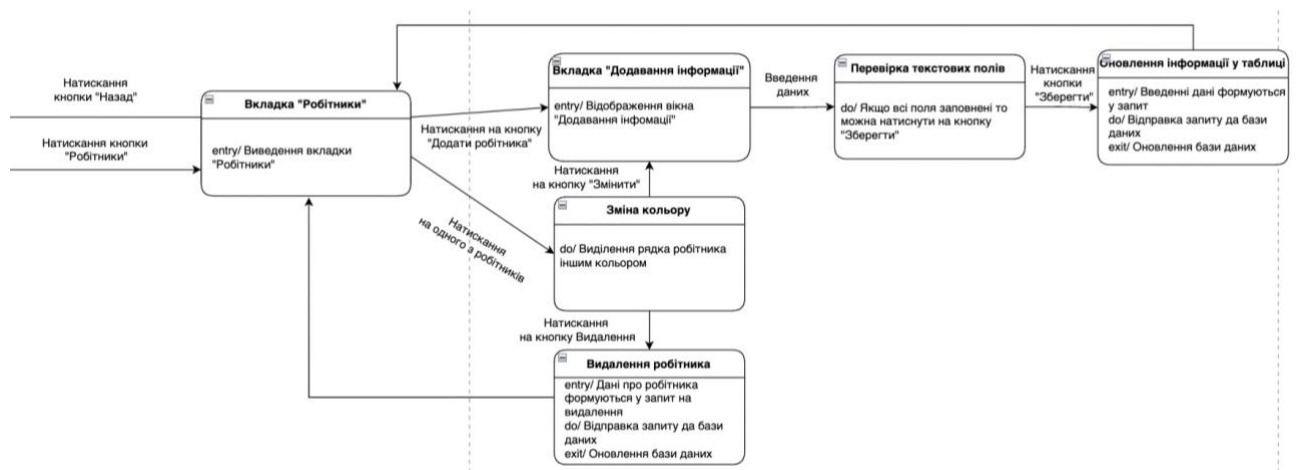 Натискання
кнопки "Назад"
Натискання кнопки
"Робітники"
Вкладка "Робітники"
entry/ Виведення вкладки
"Робітники"
Натискання на кнопку
"Додати робітника"
Натискання
на одного з робітників
Вкладка "Додавання інформації"
entry/ Відображення вікна
"Додавання інфомації"
Введення
даних
Перевірка текстових полів
do/ Якщо всі поля заповнені то
можна натиснути на кнопку
"Зберегти"
Натискання
кнопки
"Зберегти"
Оновлення інформації у таблиці
entry/ Введенні дані формуються
у запит
do/ Відправка запиту да бази
даних
exit/ Оновлення бази даних
Натискання
на кнопку "Змінити"
Зміна кольору
do/ Виділення рядка робітника
іншим кольором
Натискання
на кнопку Видалення
Видалення робітника
entry/ Дані про робітника
формуються у запит на
видалення
do/ Відправка запиту да бази
даних
exit/ Оновлення бази даних